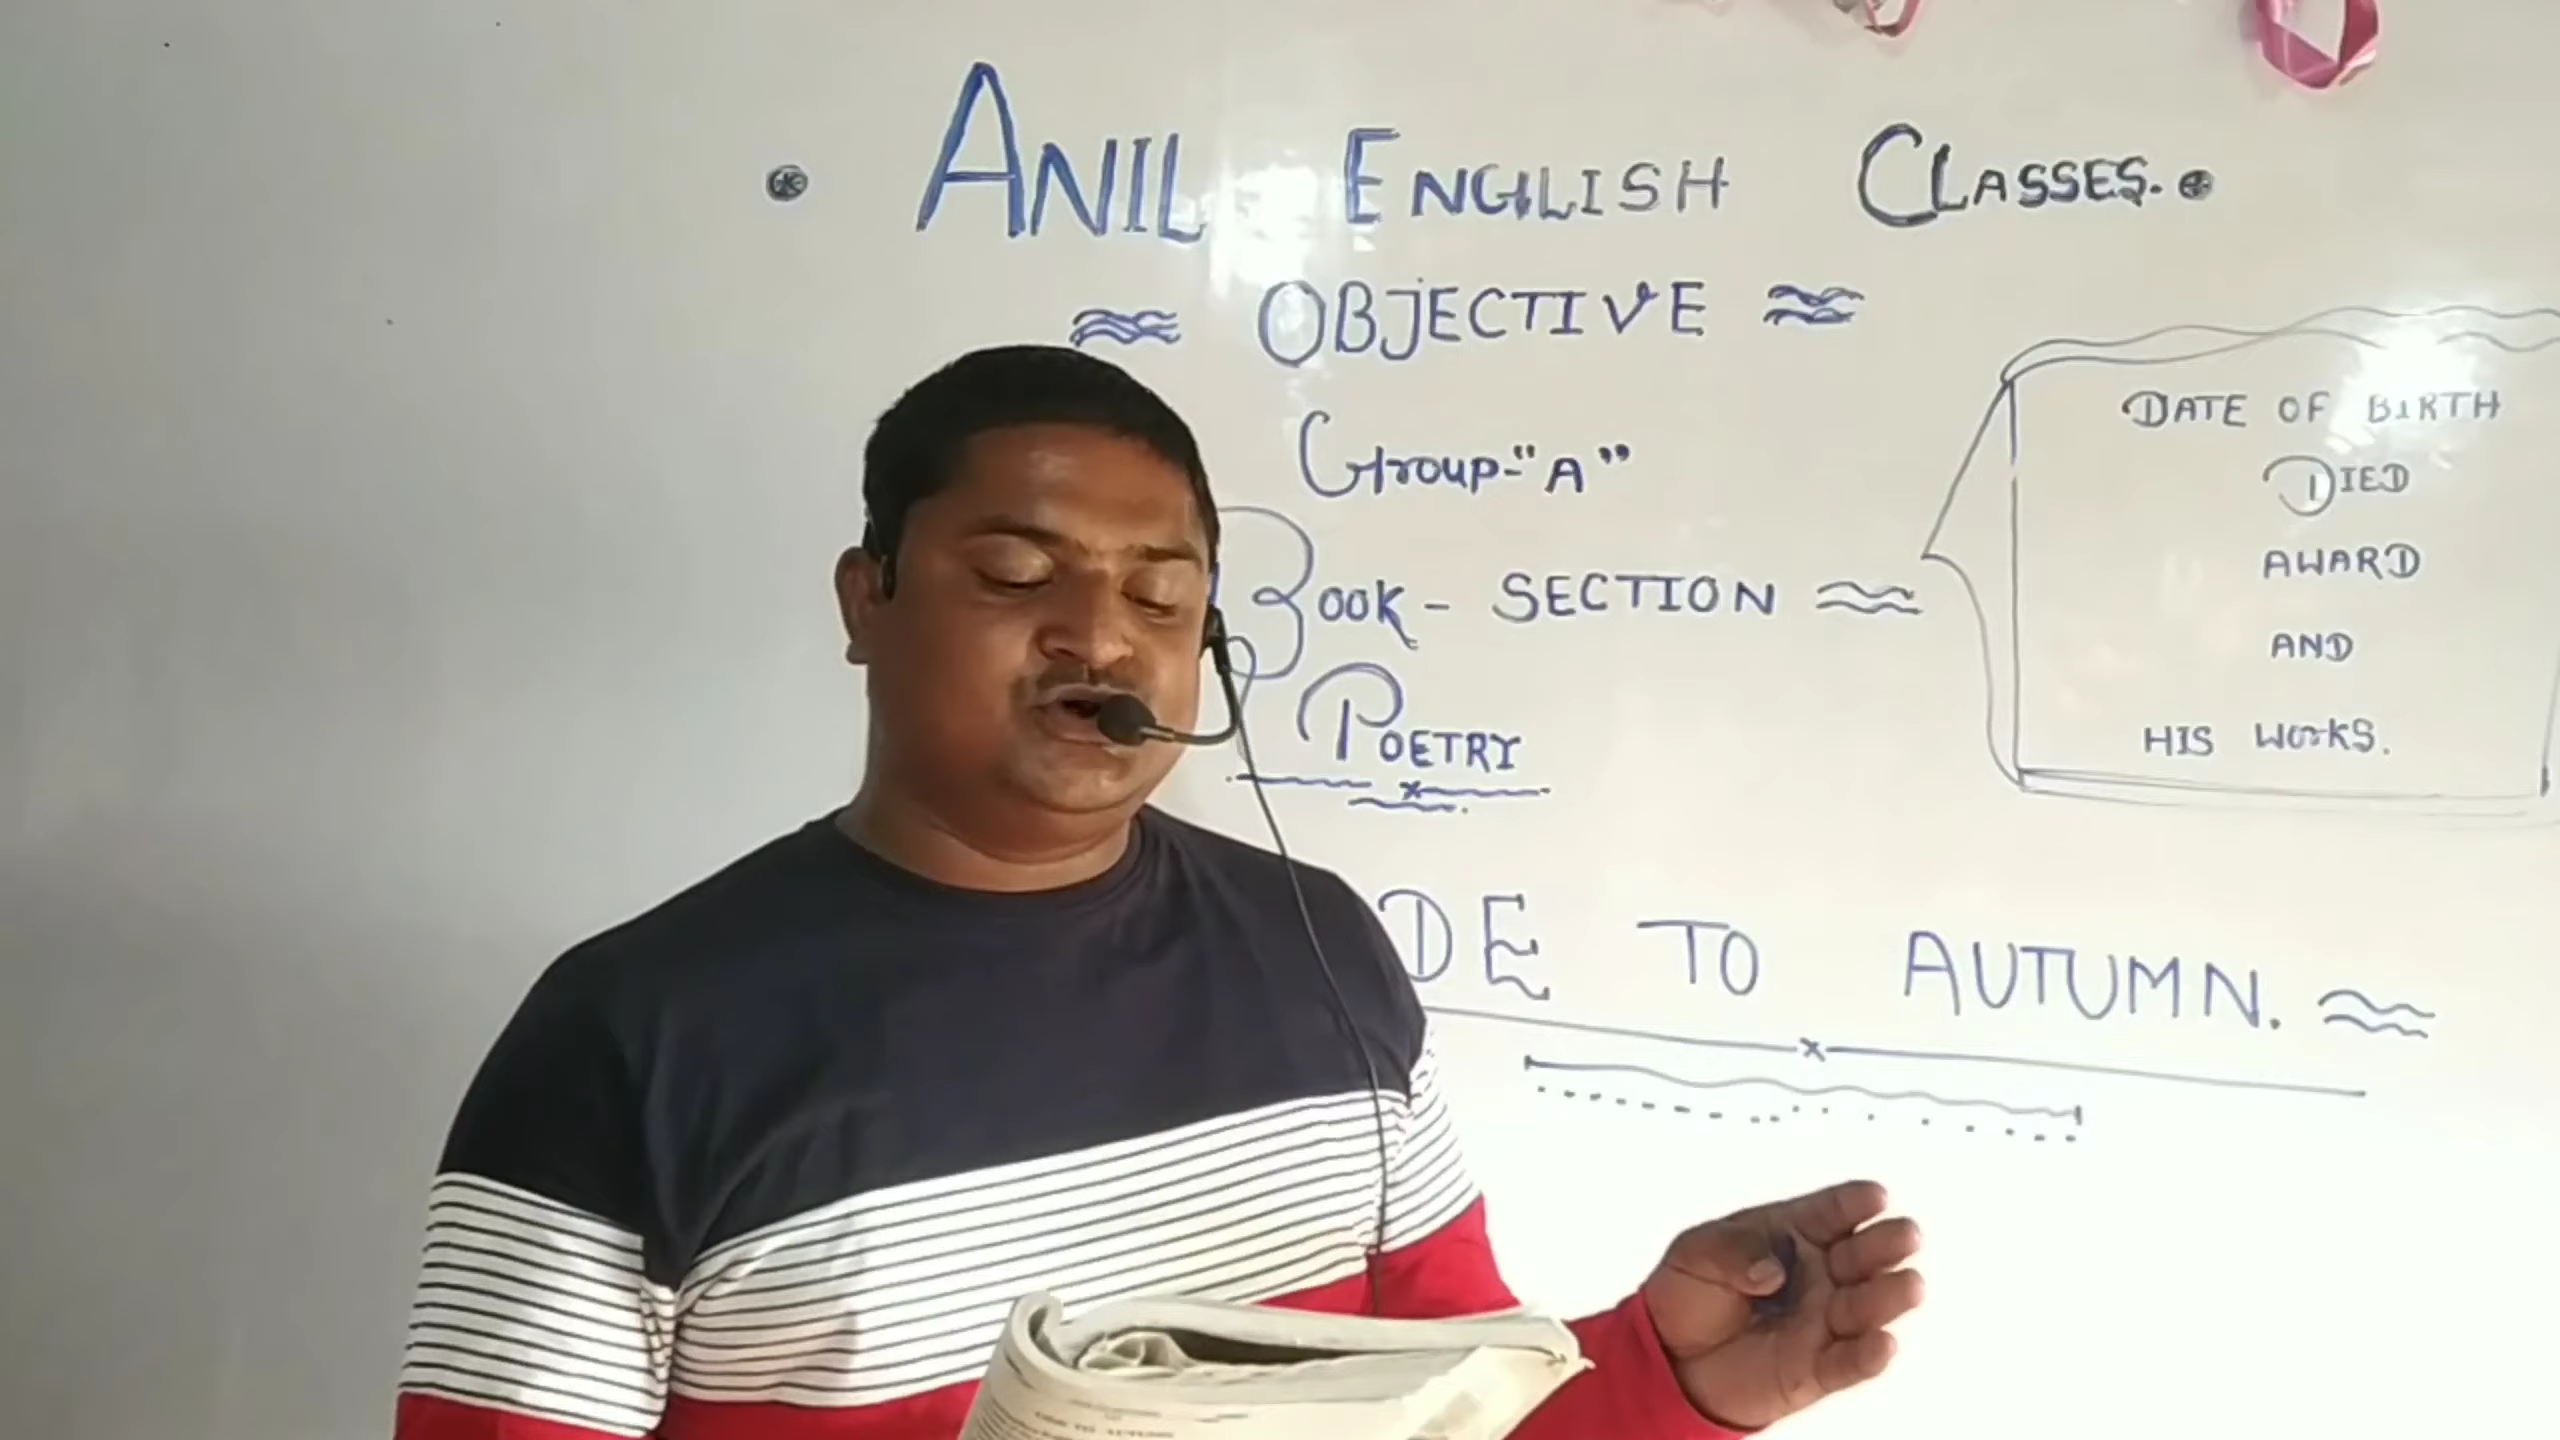 ANIL ENGLISH CLASSES.
OBJECTIVE
Group-"A"
BOOK - SECTION
POETRY
DATE OF BIRTH
DIED
AWARD
AND
HIS WORKS.
DE TO AUTUMN.